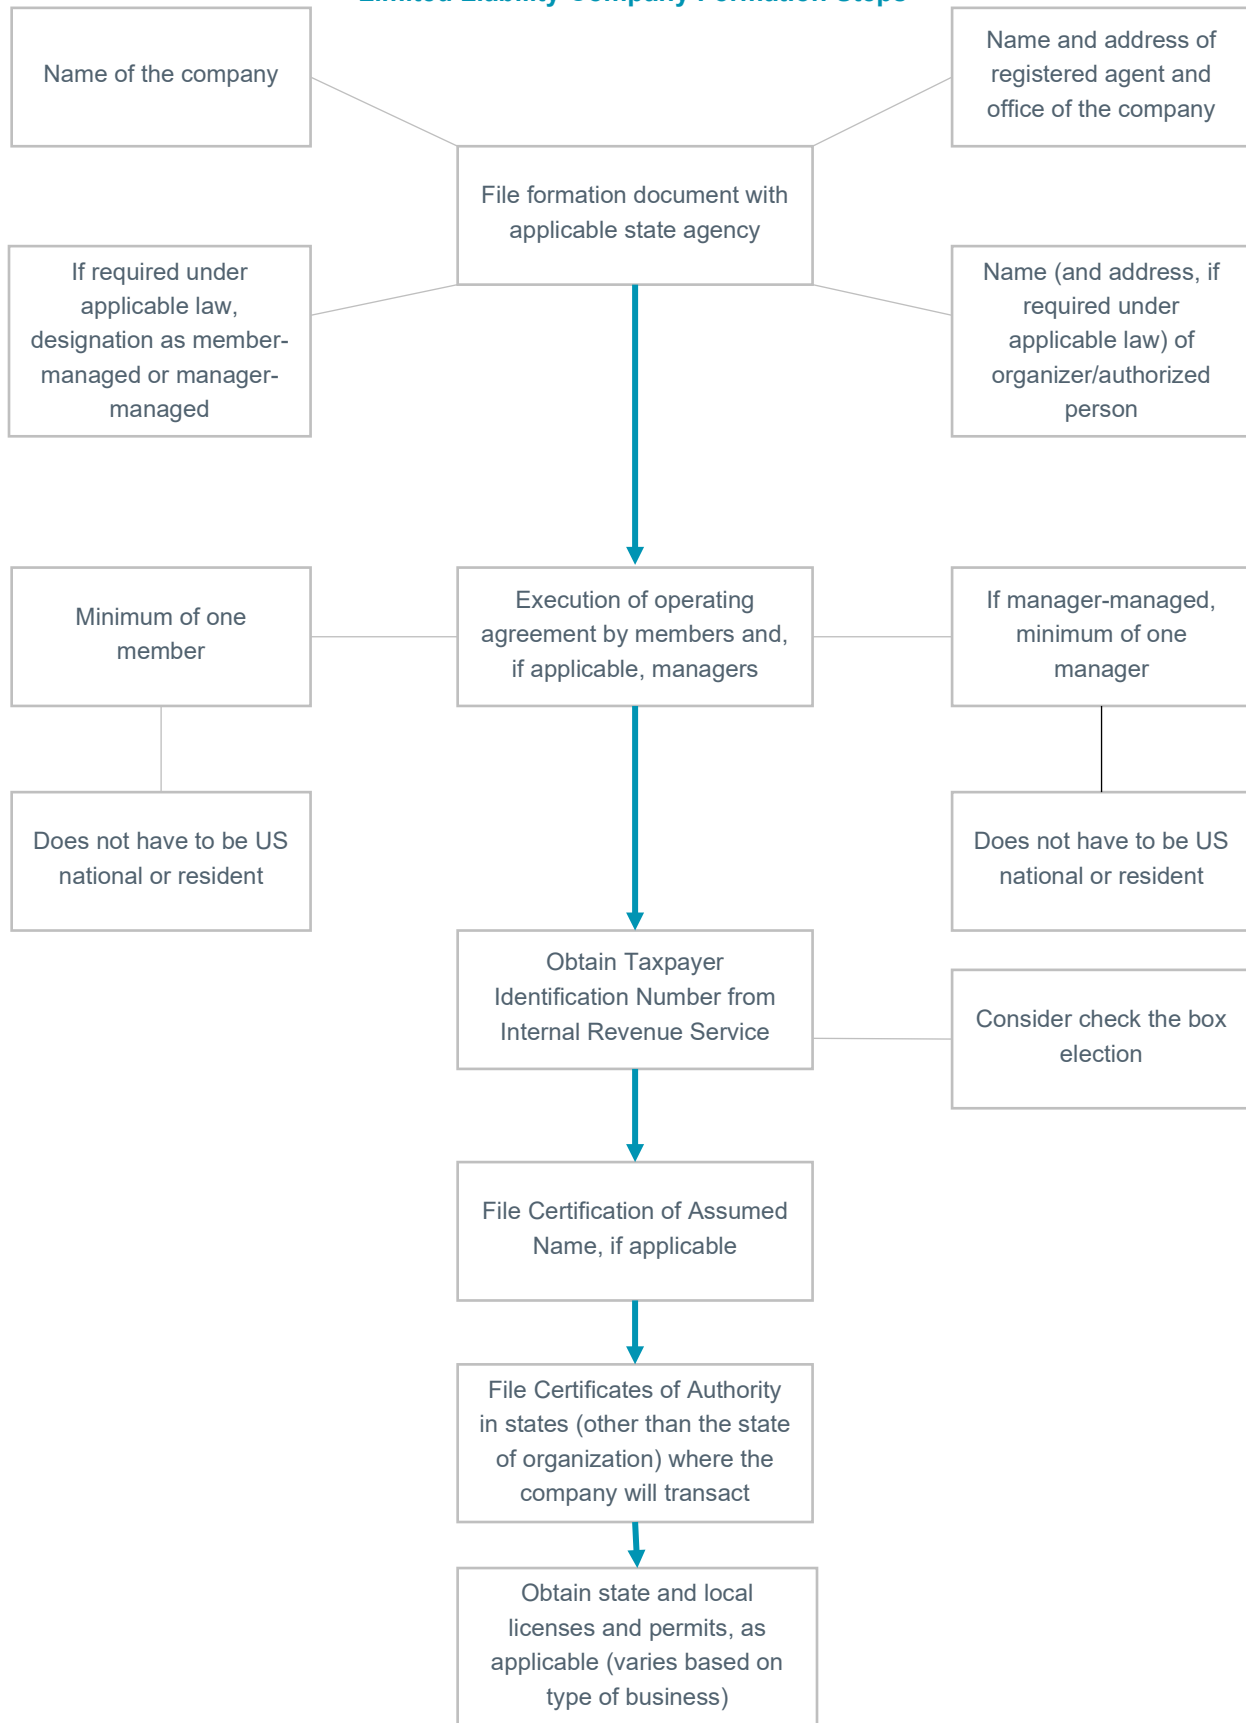 Limited Liability Company Formation Steps
Name of the company
Name and address of
registered agent and
office of the company
File formation document with
applicable state agency
If required under
applicable law,
designation as member-
managed or manager-
managed
Name (and address, if
required under
applicable law) of
organizer/authorized
person
Minimum of one
member
Execution of operating
agreement by members and,
if applicable, managers
If manager-managed,
minimum of one
manager
Does not have to be US
national or resident
Does not have to be US
national or resident
Obtain Taxpayer
Identification Number from
Internal Revenue Service
Consider check the box
election
File Certification of Assumed
Name, if applicable
File Certificates of Authority
in states (other than the state
of organization) where the
company will transact
Obtain state and local
licenses and permits, as
applicable (varies based on
type of business)